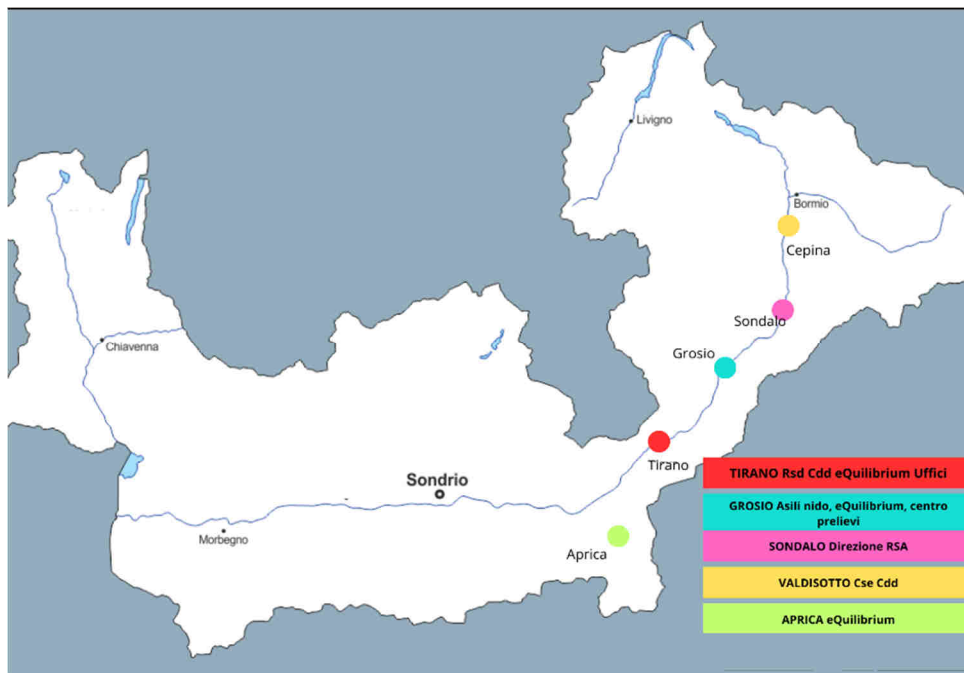 Livigno
Bormio
Cepina
Sondalo
Chiavenna
Grosio
Tirano
Sondrio
Morbegno
Aprica
TIRANO Rsd Cdd eQuilibrium Uffici
GROSIO Asili nido, eQuilibrium, centro
prelievi
SONDALO Direzione RSA
VALDISOTTO Cse Cdd
APRICA eQuilibrium